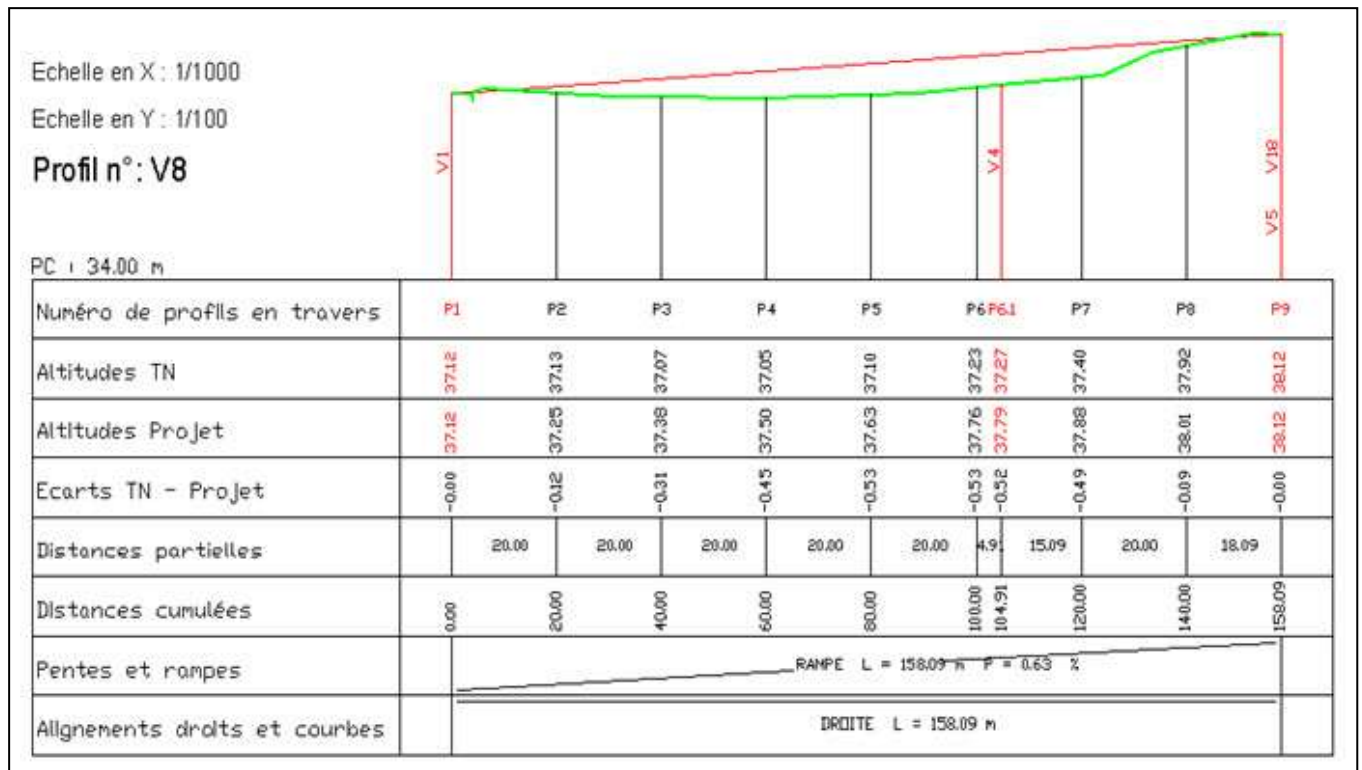 Echelle en X : 1/1000
Echelle en Y : 1/100
Profil n°: V8
V1
V4
V5 V18
PC : 34.00 m
Numéro de profils en travers P1 P2 P3 P4 P5 P6 P6.1 P7 P8 P9
Altitudes TN 37.12 37.13 37.07 37.05 37.10 37.23 37.27 37.40 37.92 38.12
Altitudes Projet 37.12 37.25 37.38 37.50 37.63 37.76 37.79 37.88 38.01 38.12
Ecarts TN - Projet -0.00 -0.12 -0.31 -0.45 -0.53 -0.53 -0.52 -0.49 -0.09 -0.00
Distances partielles 20.00 20.00 20.00 20.00 20.00 4.91 15.09 20.00 18.09
Distances cumulées 0.00 20.00 40.00 60.00 80.00 100.00 104.91 120.00 140.00 158.09
Pentes et rampes RAMPE L = 158.09 m P = 0.63 %
Alignements droits et courbes DROITE L = 158.09 m